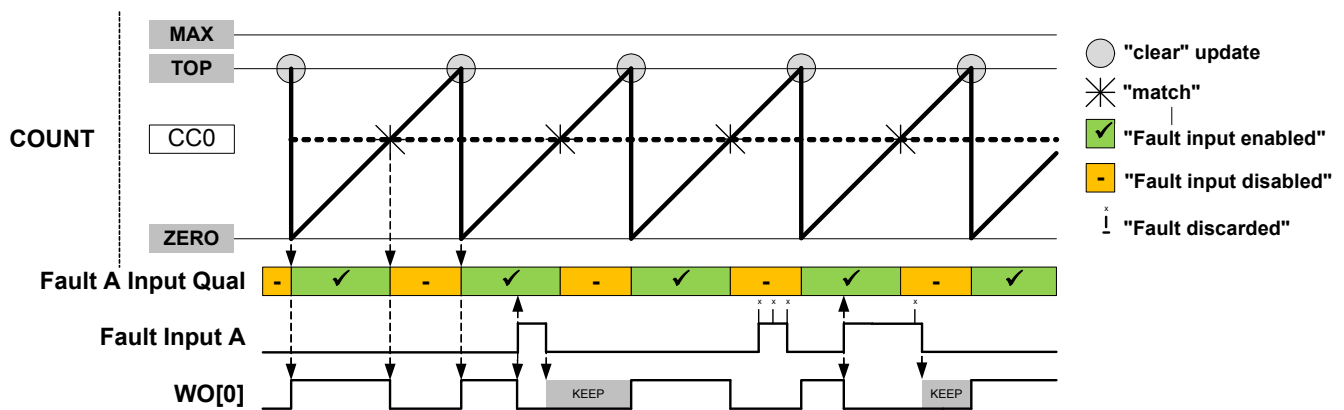 MAX
TOP
COUNT
CC0
ZERO
"clear" update
"match"
"Fault input enabled"
"Fault input disabled"
x
"Fault discarded"
Fault A Input Qual
- ✓ - ✓ - ✓ - ✓ - ✓
x x x x
Fault Input A
WO[0]
KEEP KEEP